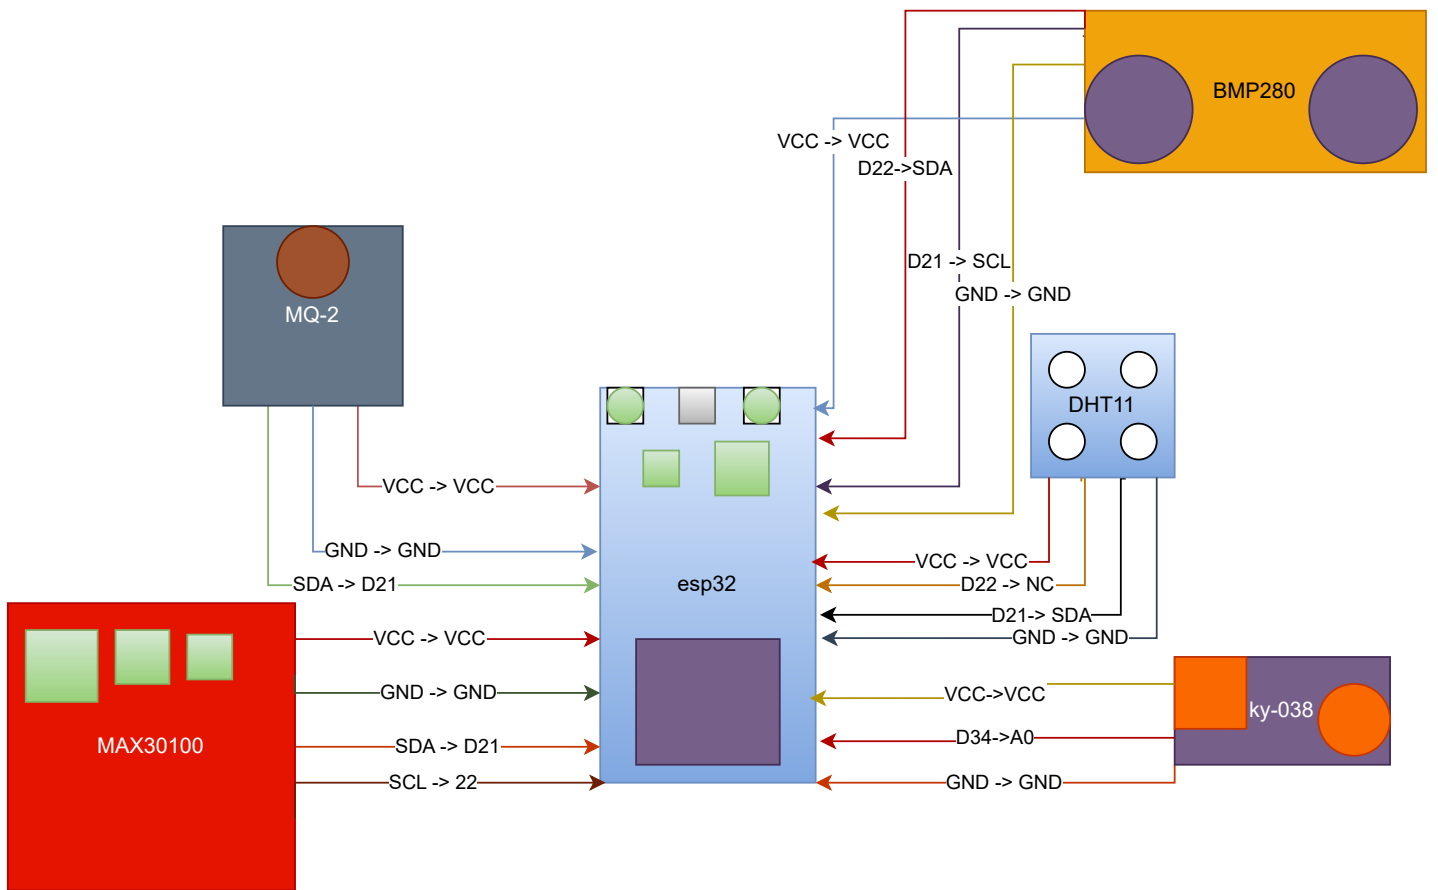 BMP280
VCC -> VCC
D22->SDA
D21 -> SCL
GND -> GND
MQ-2
DHT11
VCC -> VCC
GND -> GND
SDA -> D21
esp32
VCC -> VCC
D22 -> NC
D21-> SDA
GND -> GND
MAX30100
VCC -> VCC
GND -> GND
SDA -> D21
SCL -> 22
ky-038
VCC->VCC
D34->A0
GND -> GND